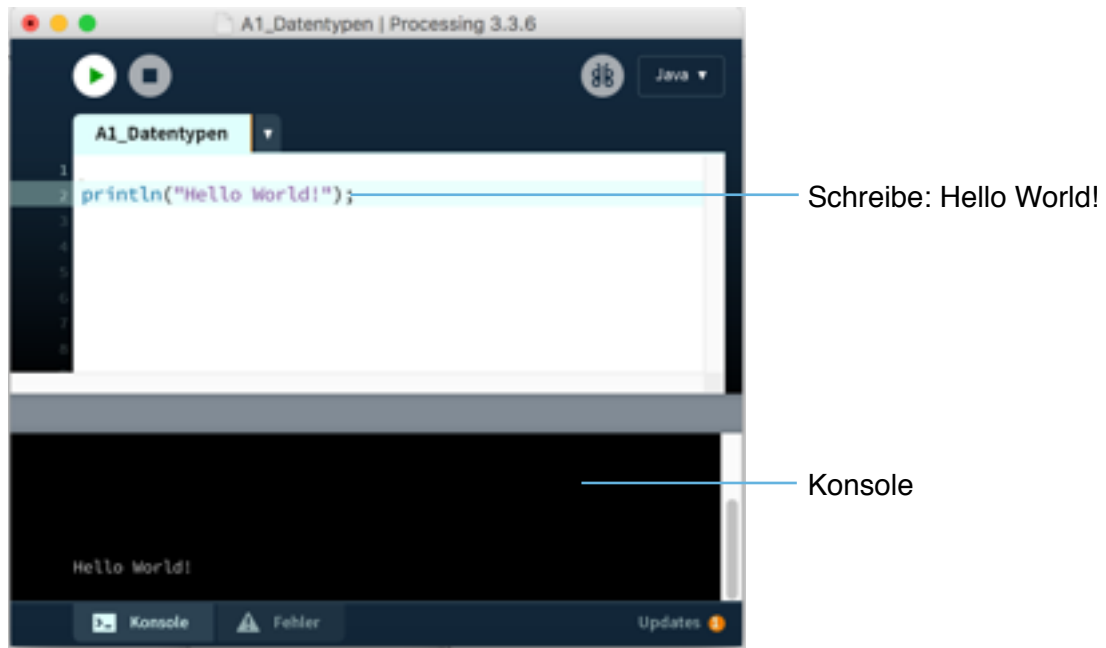 A1_Datentypen | Processing 3.3.6
Java
A1_Datentypen
1
2 println("Hello World!");
Schreibe: Hello World!
3
4
5
6
7
8
Konsole
Hello World!
Konsole
Fehler
Updates 1